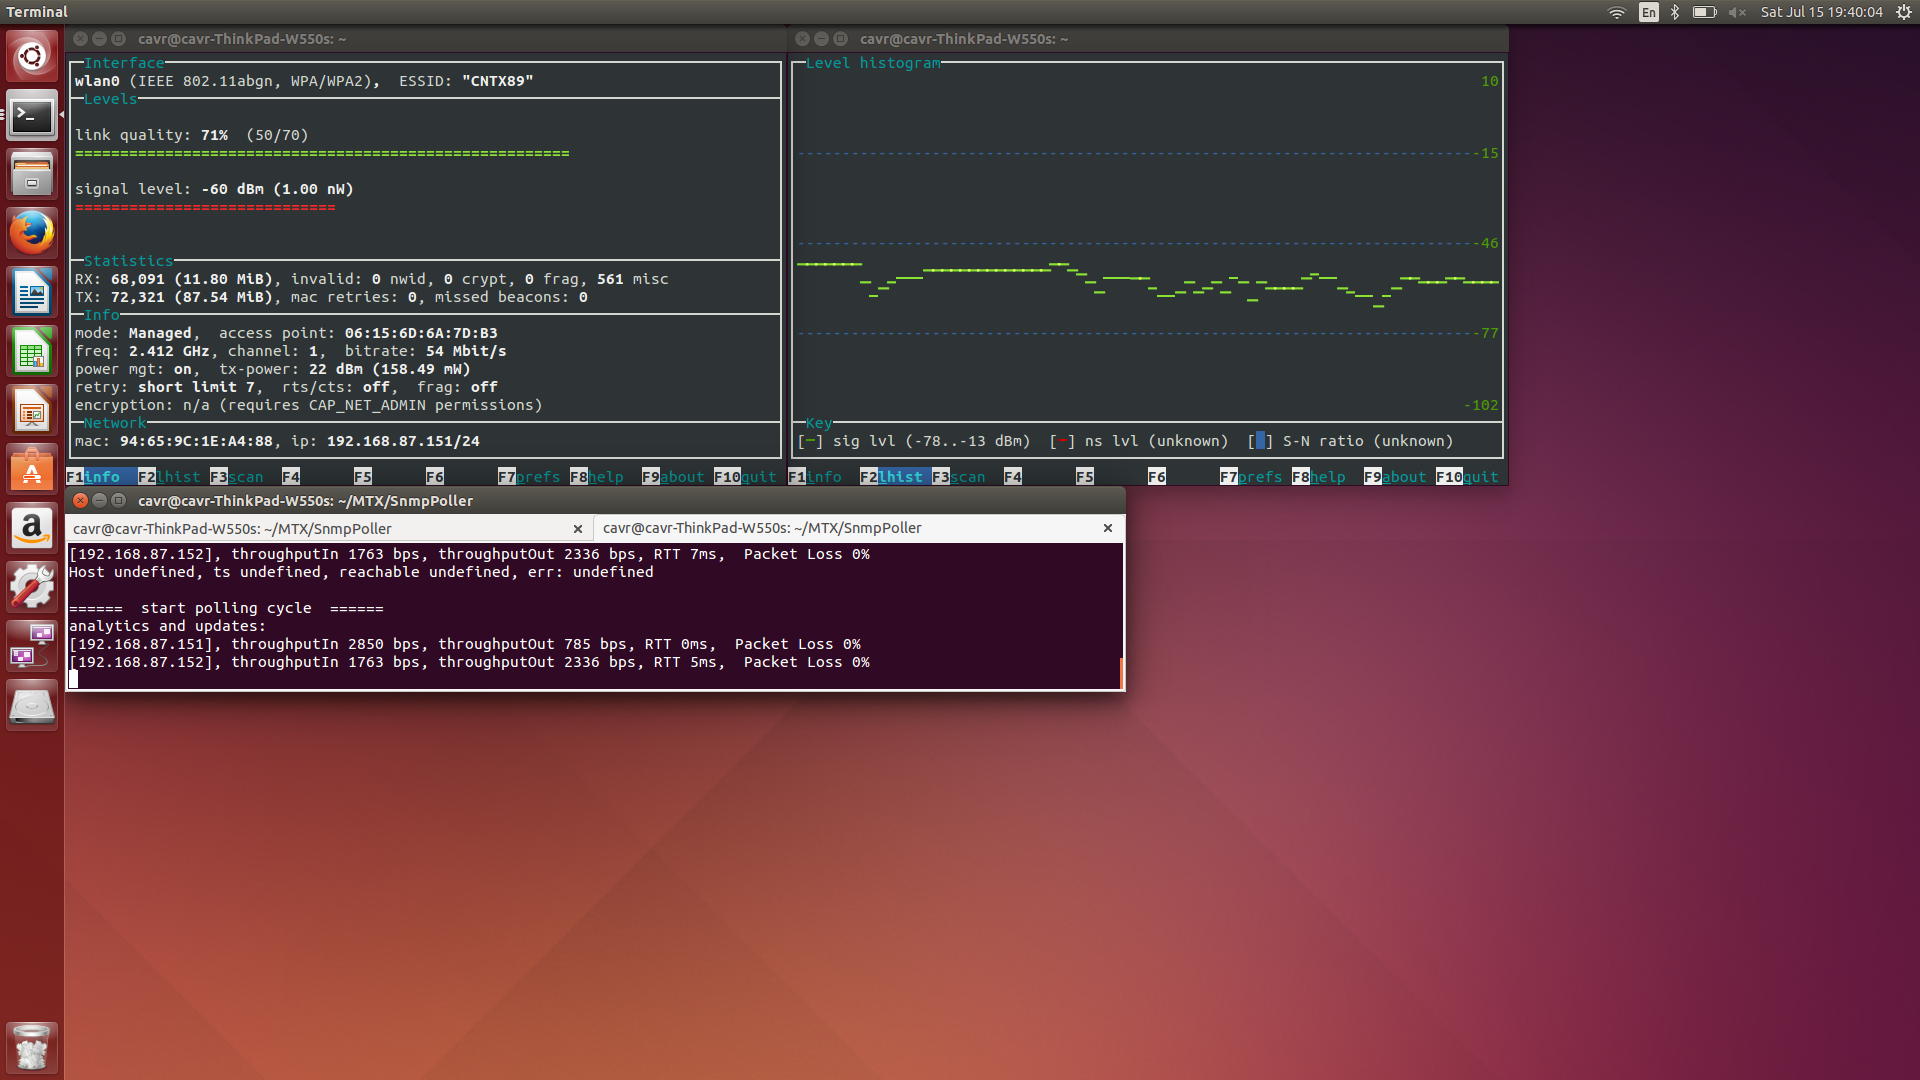 Terminal
En
Sat Jul 15 19:40:04
cavr@cavr-ThinkPad-W550s: ~
Interface
wlan0 (IEEE 802.11abgn, WPA/WPA2),  ESSID: "CNTX89"
Levels
link quality: 71%  (50/70)
==========================================================
signal level: -60 dBm (1.00 nW)
=============================
Statistics
RX: 68,091 (11.80 MiB), invalid: 0 nwid, 0 crypt, 0 frag, 561 misc
TX: 72,321 (87.54 MiB), mac retries: 0, missed beacons: 0
Info
mode: Managed,  access point: 06:15:6D:6A:7D:B3
freq: 2.412 GHz, channel: 1,  bitrate: 54 Mbit/s
power mgt: on,  tx-power: 22 dBm (158.49 mW)
retry: short limit 7,  rts/cts: off,  frag: off
encryption: n/a (requires CAP_NET_ADMIN permissions)
Network
mac: 94:65:9C:1E:A4:88, ip: 192.168.87.151/24
F1info F2lhist F3scan F4 F5 F6 F7prefs F8help F9about F10quit
cavr@cavr-ThinkPad-W550s: ~
Level histogram
10
-15
-46
-77
-102
Key
[-] sig lvl (-78..-13 dBm)  [-] ns lvl (unknown)  [ ] S-N ratio (unknown)
F1info F2lhist F3scan F4 F5 F6 F7prefs F8help F9about F10quit
cavr@cavr-ThinkPad-W550s: ~/MTX/SnmpPoller
cavr@cavr-ThinkPad-W550s: ~/MTX/SnmpPoller
cavr@cavr-ThinkPad-W550s: ~/MTX/SnmpPoller
[192.168.87.152], throughputIn 1763 bps, throughputOut 2336 bps, RTT 7ms,  Packet Loss 0%
Host undefined, ts undefined, reachable undefined, err: undefined
======  start polling cycle  ======
analytics and updates:
[192.168.87.151], throughputIn 2850 bps, throughputOut 785 bps, RTT 0ms,  Packet Loss 0%
[192.168.87.152], throughputIn 1763 bps, throughputOut 2336 bps, RTT 5ms,  Packet Loss 0%